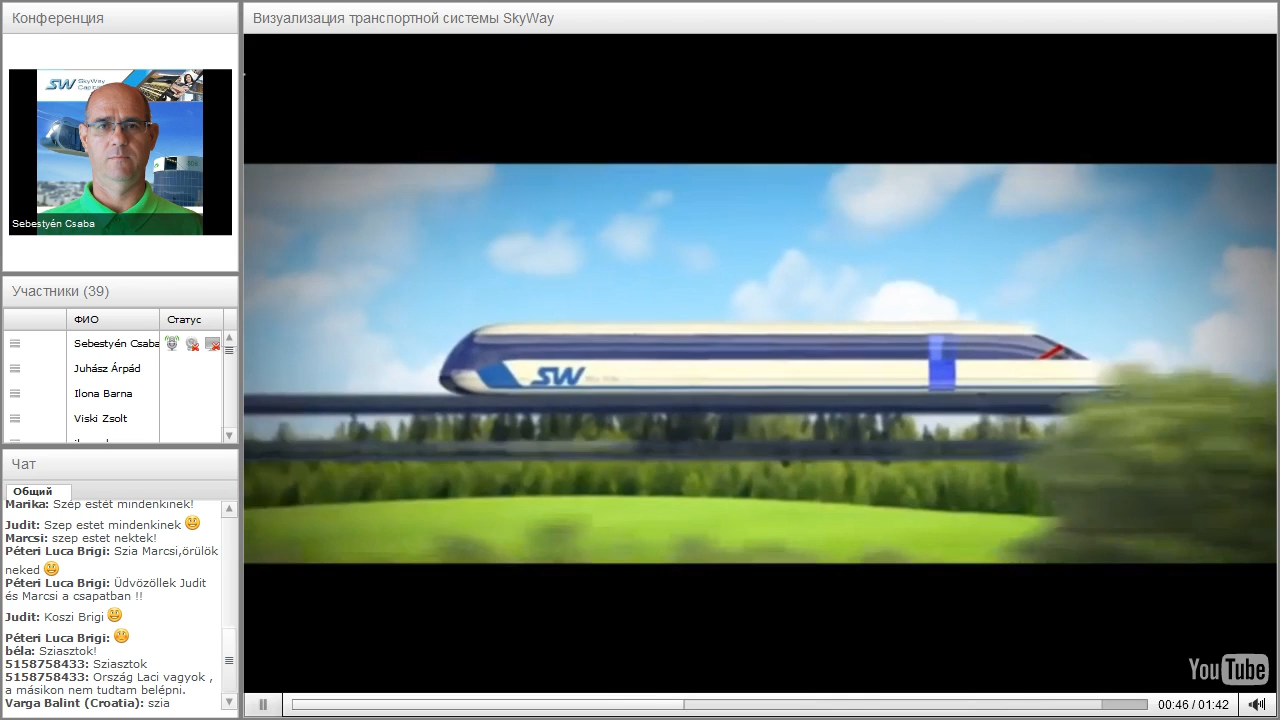 Конференция
SW SkyWay
Sebestyén Csaba
Участники (39)
ФИО Статус
Sebestyén Csaba
Juhász Árpád
Ilona Barna
Viski Zsolt
Чат
Общий
Marika: Szép estét mindenkinek!
Judit: Szep estet mindenkinek
Marcsi: szep estet nektek!
Péteri Luca Brigi: Szia Marcsi,örülök
neked
Péteri Luca Brigi: Üdvözöllek Judit
és Marcsi a csapatban !!
Judit: Koszi Brigi
Péteri Luca Brigi:
béla: Sziasztok!
5158758433: Sziasztok
5158758433: Ország Laci vagyok ,
a másikon nem tudtam belépni.
Varga Balint (Croatia): szia
Визуализация транспортной системы SkyWay
SW
YouTube
00:46 / 01:42